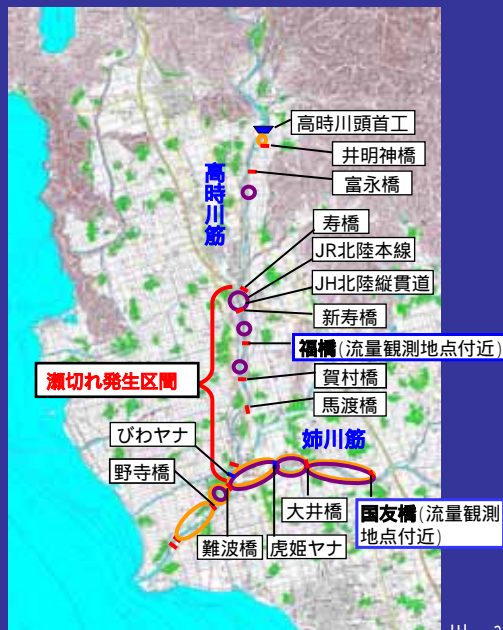 高時川頭首工
井明神橋
富永橋
高時川筋
寿橋
JR北陸本線
JH北陸縦貫道
新寿橋
福橋(流量観測地点付近)
瀬切れ発生区間
賀村橋
馬渡橋
姉川筋
びわヤナ
野寺橋
大井橋
国友橋(流量観測
地点付近)
難波橋
虎姫ヤナ